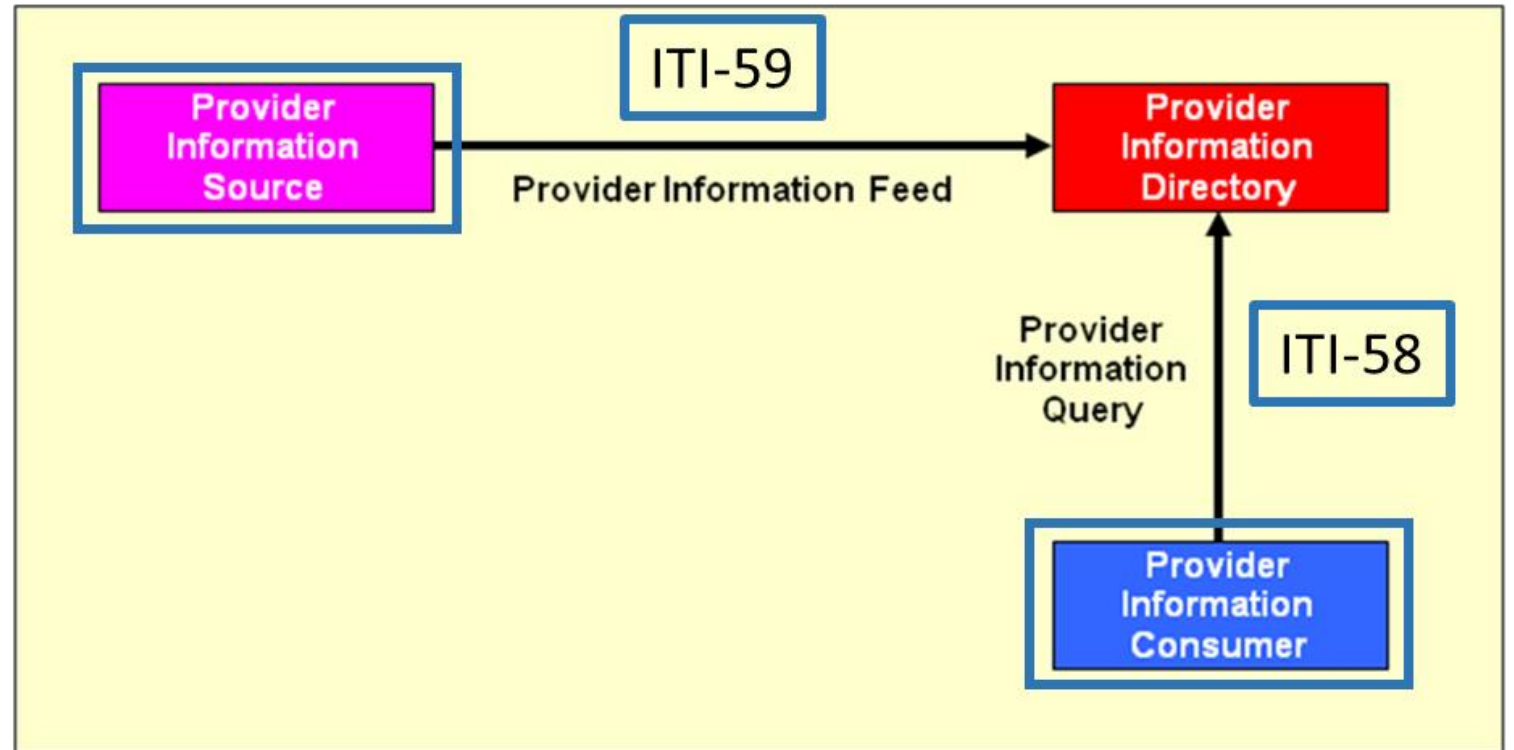 ITI-59
Provider
Information
Source
Provider Information Feed
Provider
Information
Directory
Provider
Information
Query
ITI-58
Provider
Information
Consumer